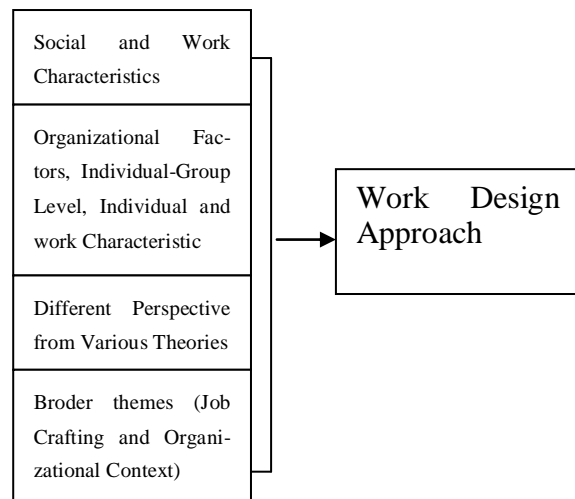 Social and Work
Characteristics
Organizational Fac-
tors, Individual-Group
Level, Individual and
work Characteristic
Different Perspective
from Various Theories
Broder themes (Job
Crafting and Organi-
zational Context)
Work Design
Approach